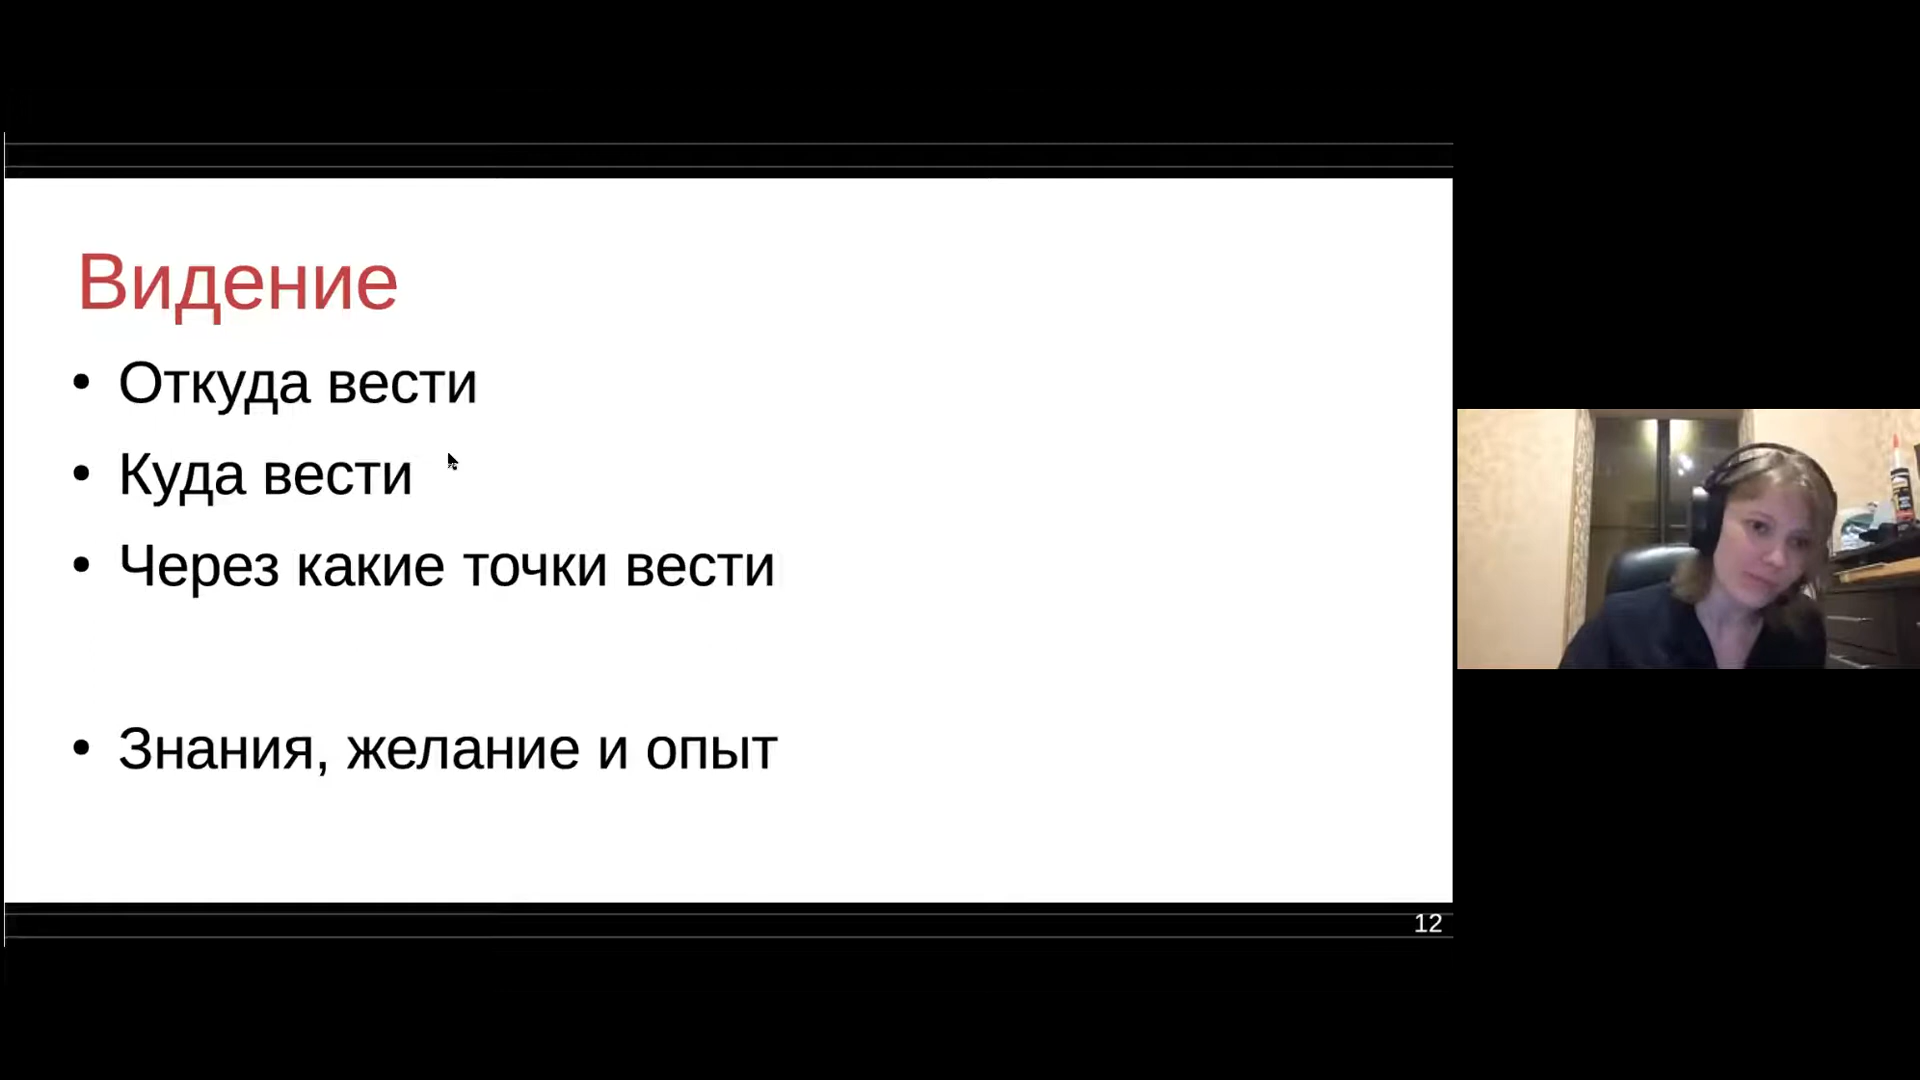 Видение
• Откуда вести
• Куда вести
• Через какие точки вести
• Знания, желание и опыт
12